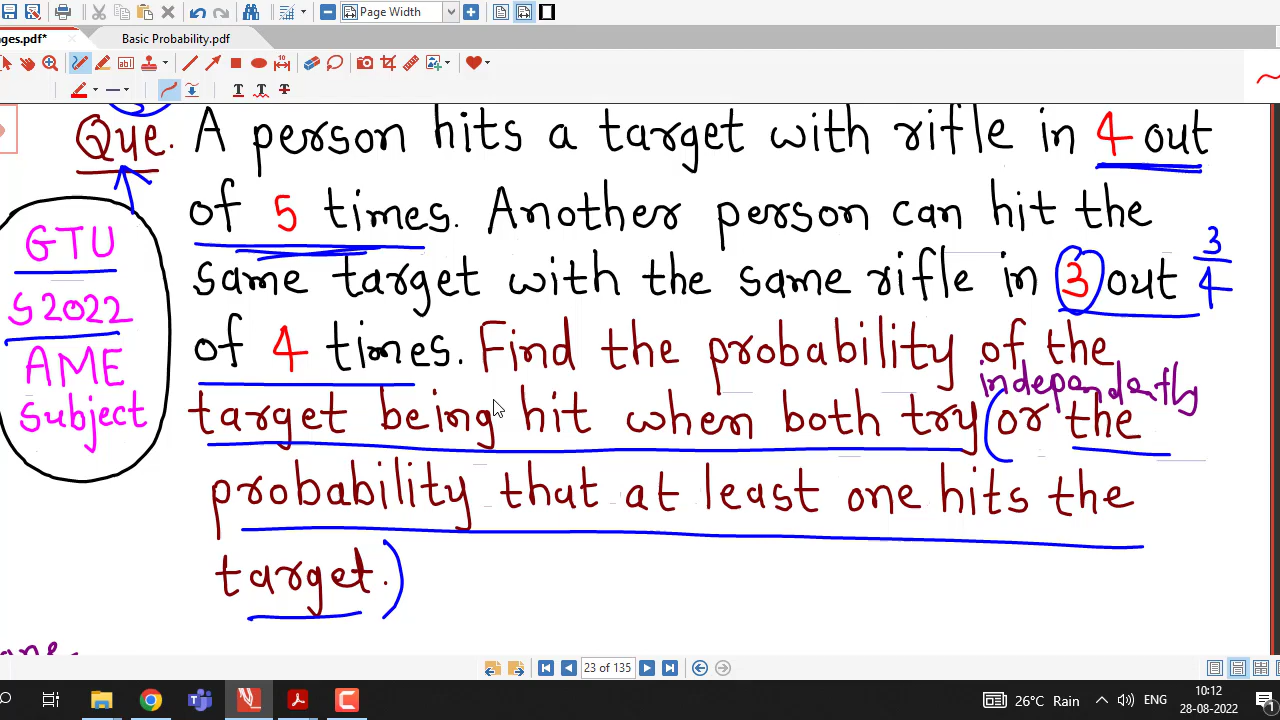 Page Width
ges.pdf*
Basic Probability.pdf
Que. A person hits a target with rifle in 4 out
of 5 times. Another person can hit the
same target with the same rifle in 3 out
3
4
of 4 times. Find the probability of the
independantly
target being hit when both try (or the
probability that at least one hits the
target.)
GTU
S2022
AME
Subject
23 of 135
26°C Rain
ENG
10:12
28-08-2022